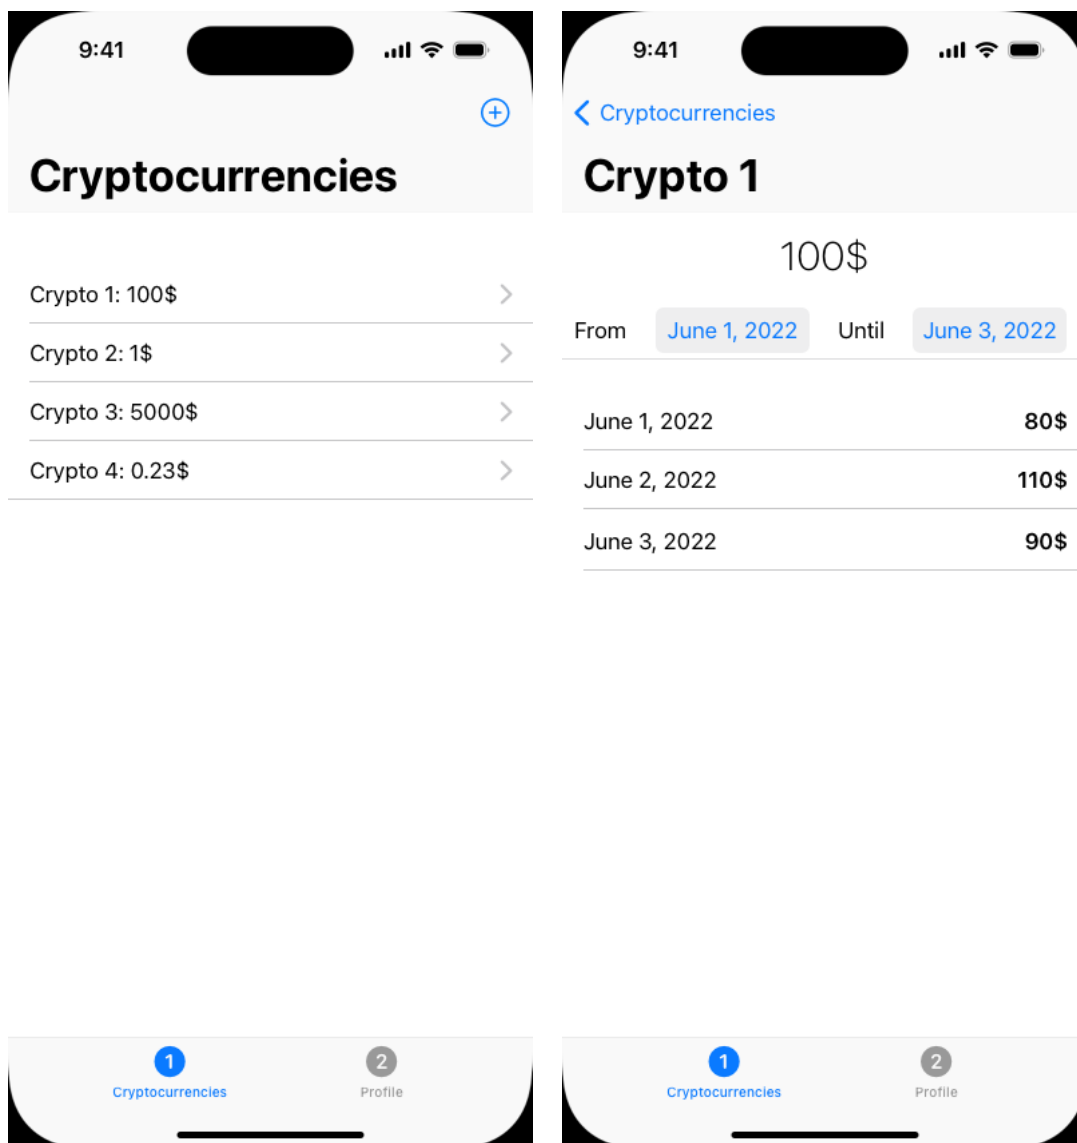 9:41
Cryptocurrencies
Crypto 1: 100$
Crypto 2: 1$
Crypto 3: 5000$
Crypto 4: 0.23$
1
Cryptocurrencies
2
Profile
9:41
Cryptocurrencies
Crypto 1
100$
From June 1, 2022 Until June 3, 2022
June 1, 2022 80$
June 2, 2022 110$
June 3, 2022 90$
1
Cryptocurrencies
2
Profile